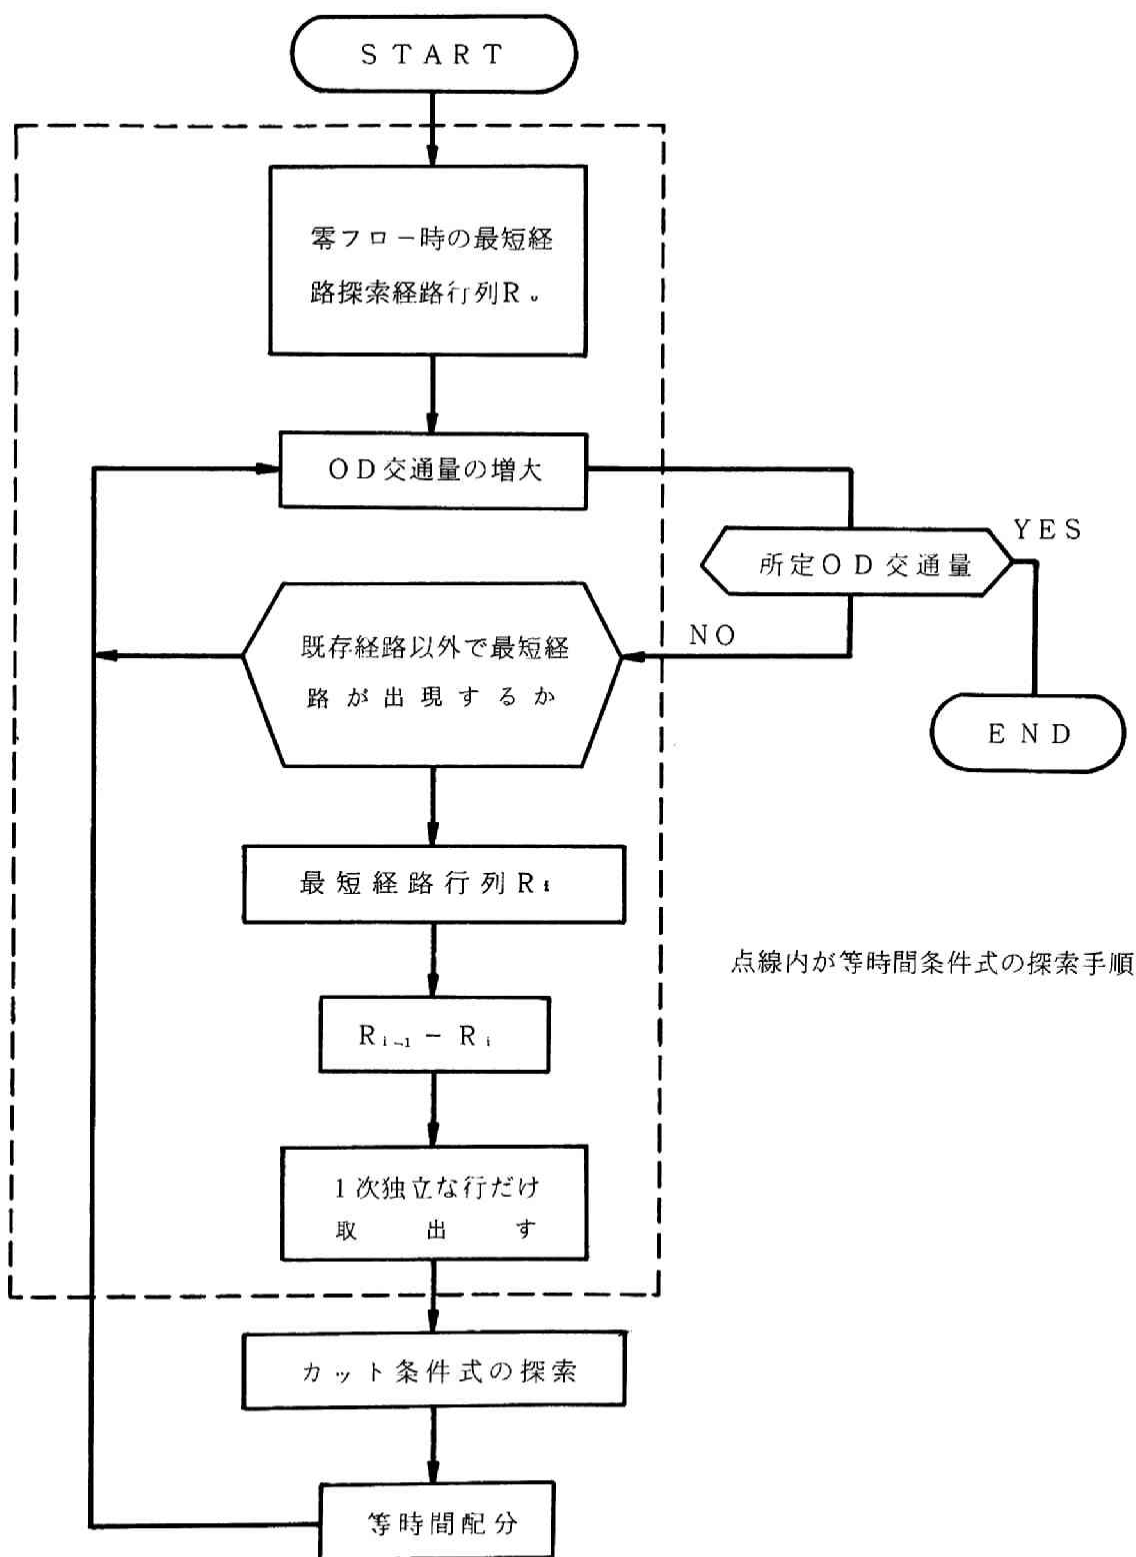 START
零フロー時の最短経
路探索経路行列R₀
OD交通量の増大
YES
所定OD交通量
NO
既存経路以外で最短経
路が出現するか
END
最短経路行列Rᵢ
点線内が等時間条件式の探索手順
Rᵢ₋₁－Rᵢ
1次独立な行だけ
取出す
カット条件式の探索
等時間配分